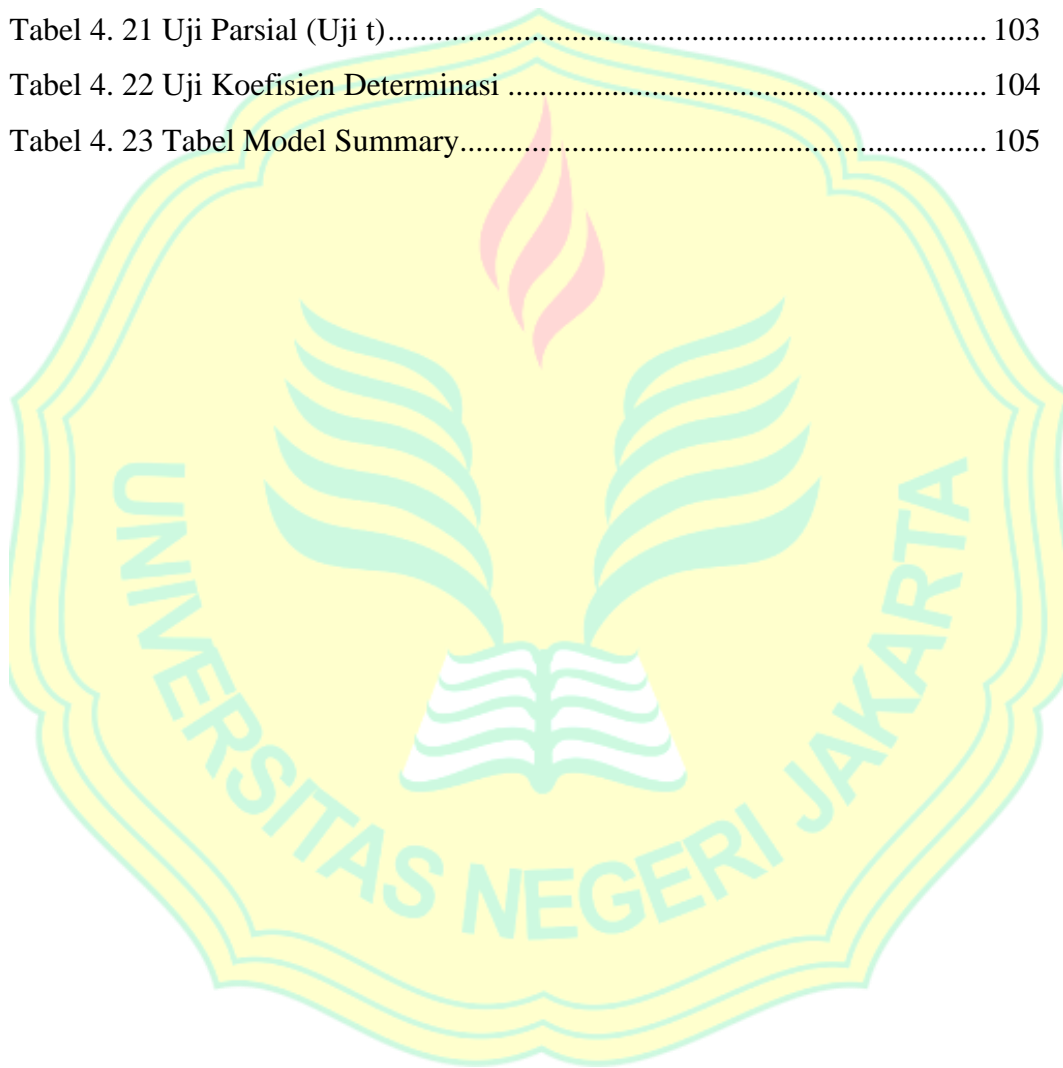 Tabel 4. 21 Uji Parsial (Uji t)........................................................................... 103
Tabel 4. 22 Uji Koefisien Determinasi ............................................................ 104
Tabel 4. 23 Tabel Model Summary.................................................................. 105
UNIVERSITAS NEGERI JAKARTA